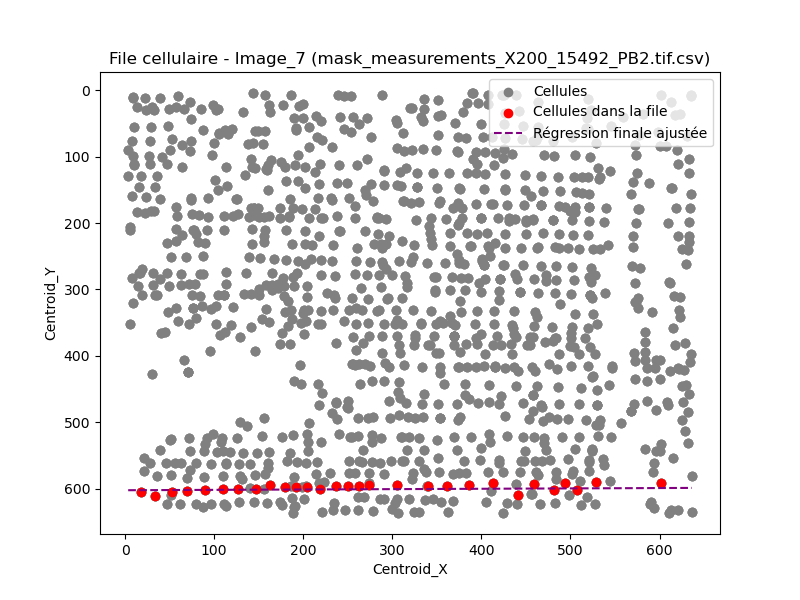 File cellulaire - Image_7 (mask_measurements_X200_15492_PB2.tif.csv)
Cellules
Cellules dans la file
Régression finale ajustée
0
100
200
300
400
500
600
Centroid_Y
0 100 200 300 400 500 600
Centroid_X